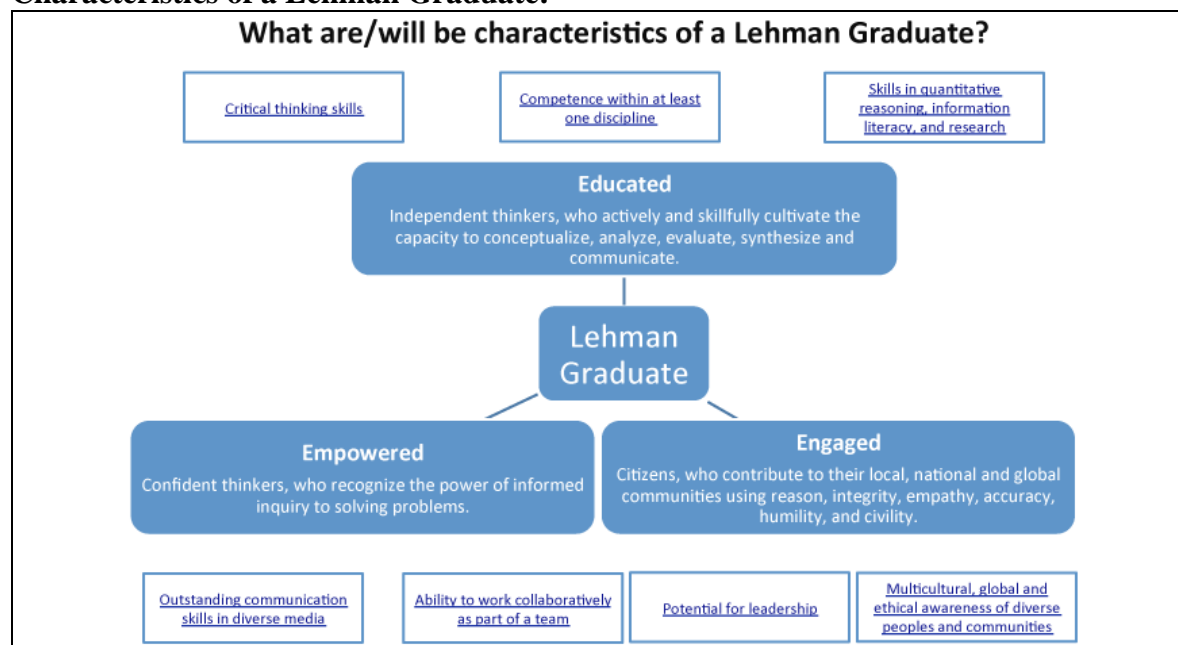 Characteristics of a Lehman Graduate:
What are/will be characteristics of a Lehman Graduate?
Critical thinking skills
Competence within at least
one discipline
Skills in quantitative
reasoning, information
literacy, and research
Educated
Independent thinkers, who actively and skillfully cultivate the
capacity to conceptualize, analyze, evaluate, synthesize and
communicate.
Lehman
Graduate
Empowered
Confident thinkers, who recognize the power of informed
inquiry to solving problems.
Engaged
Citizens, who contribute to their local, national and global
communities using reason, integrity, empathy, accuracy,
humility, and civility.
Outstanding communication
skills in diverse media
Ability to work collaboratively
as part of a team
Potential for leadership
Multicultural, global and
ethical awareness of diverse
peoples and communities